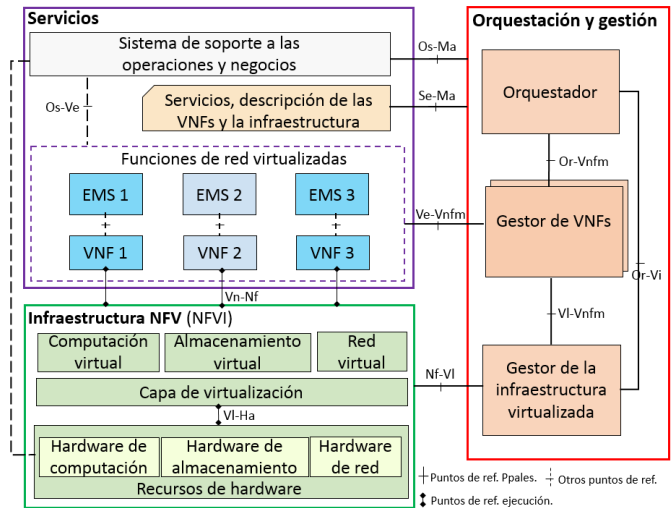 Servicios
Sistema de soporte a las
operaciones y negocios
Os-Ve
Servicios, descripción de las
VNFs y la infraestructura
Funciones de red virtualizadas
EMS 1
EMS 2
EMS 3
VNF 1
VNF 2
VNF 3
Vn-Nf
Os-Ma
Se-Ma
Ve-Vnfm
Nf-Vl
Orquestación y gestión
Orquestador
Or-Vnfm
Gestor de VNFs
Or-Vi
Vl-Vnfm
Gestor de la
infraestructura
virtualizada
Infraestructura NFV (NFVI)
Computación
virtual
Almacenamiento
virtual
Red
virtual
Capa de virtualización
Vl-Ha
Hardware de
computación
Hardware de
almacenamiento
Hardware
de red
Recursos de hardware
Puntos de ref. Ppales.
Otros puntos de ref.
Puntos de ref. ejecución.